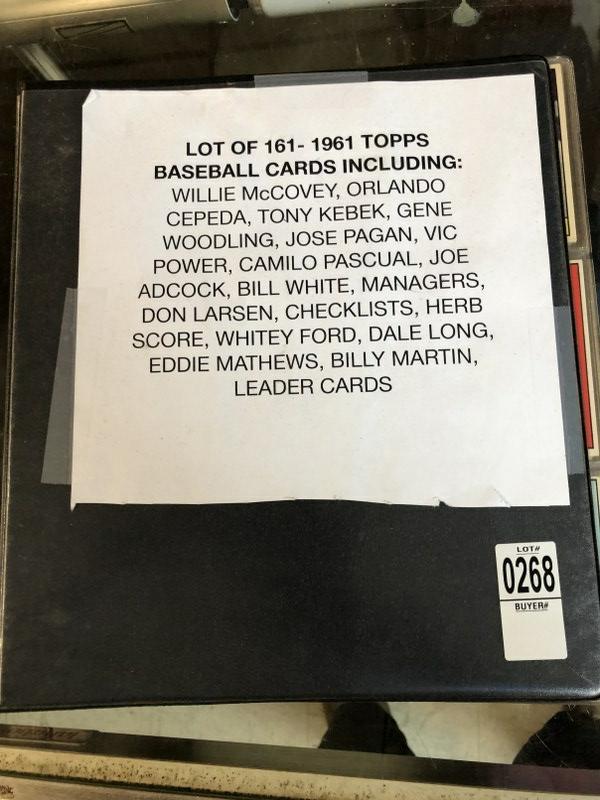 LOT OF 161- 1961 TOPPS
BASEBALL CARDS INCLUDING:
WILLIE McCOVEY, ORLANDO
CEPEDA, TONY KEBEK, GENE
WOODLING, JOSE PAGAN, VIC
POWER, CAMILO PASCUAL, JOE
ADCOCK, BILL WHITE, MANAGERS,
DON LARSEN, CHECKLISTS, HERB
SCORE, WHITEY FORD, DALE LONG,
EDDIE MATHEWS, BILLY MARTIN,
LEADER CARDS
LOT#
0268
BUYER#